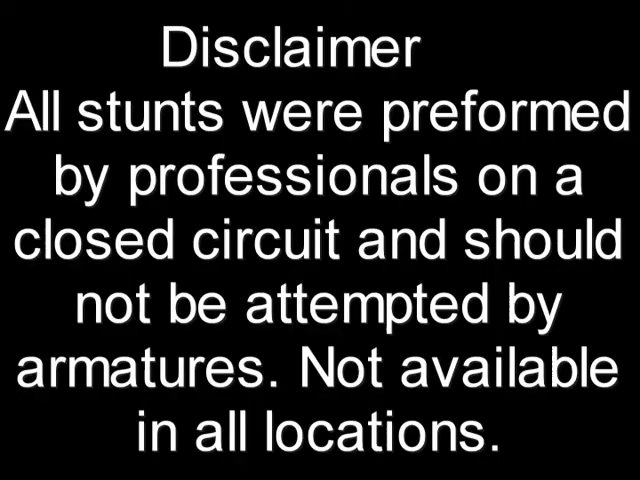 Disclaimer
All stunts were preformed
by professionals on a
closed circuit and should
not be attempted by
armatures. Not available
in all locations.